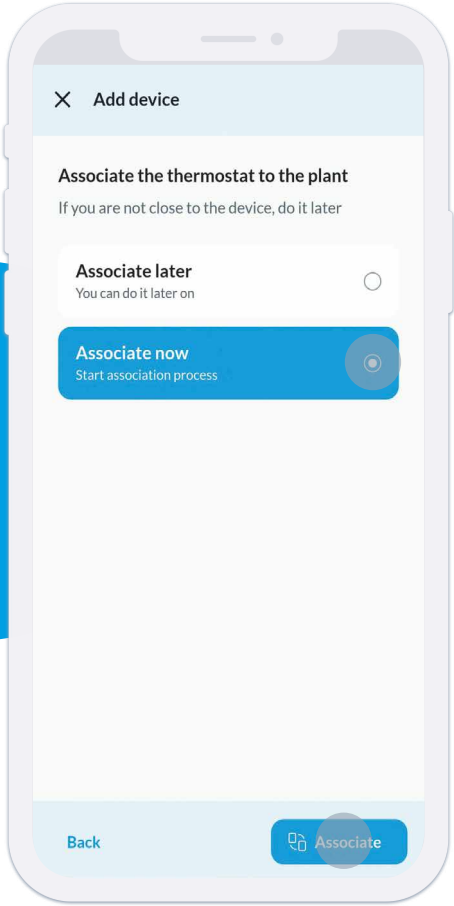 Add device
Associate the thermostat to the plant
If you are not close to the device, do it later
Associate later
You can do it later on
Associate now
Start association process
Back
Associate